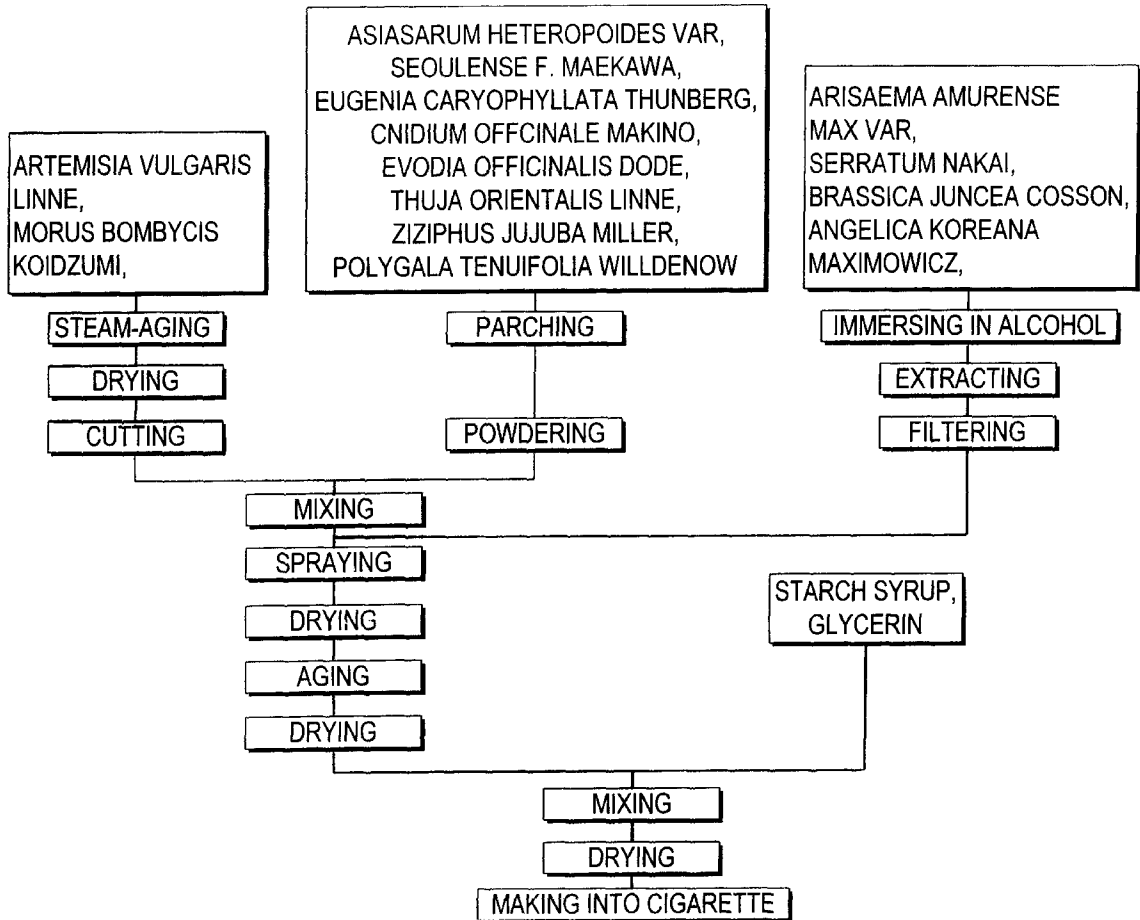 ASIASARUM HETEROPOIDES VAR,
SEOULENSE F. MAEKAWA,
EUGENIA CARYOPHYLLATA THUNBERG,
CNIDIUM OFFCINALE MAKINO,
EVODIA OFFICINALIS DODE,
THUJA ORIENTALIS LINNE,
ZIZIPHUS JUJUBA MILLER,
POLYGALA TENUIFOLIA WILLDENOW
ARTEMISIA VULGARIS
LINNE,
MORUS BOMBYCIS
KOIDZUMI,
ARISAEMA AMURENSE
MAX VAR,
SERRATUM NAKAI,
BRASSICA JUNCEA COSSON,
ANGELICA KOREANA
MAXIMOWICZ,
STEAM-AGING
PARCHING
IMMERSING IN ALCOHOL
DRYING
EXTRACTING
CUTTING
POWDERING
FILTERING
MIXING
SPRAYING
DRYING
AGING
DRYING
STARCH SYRUP,
GLYCERIN
MIXING
DRYING
MAKING INTO CIGARETTE